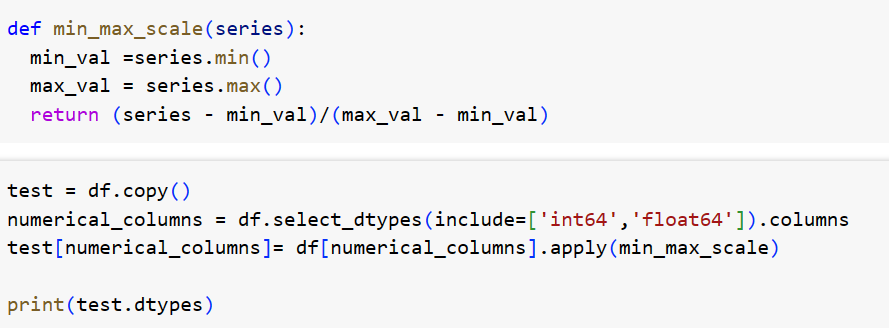 def min_max_scale(series):
  min_val =series.min()
  max_val = series.max()
  return (series - min_val)/(max_val - min_val)
test = df.copy()
numerical_columns = df.select_dtypes(include=['int64','float64']).columns
test[numerical_columns]= df[numerical_columns].apply(min_max_scale)
print(test.dtypes)